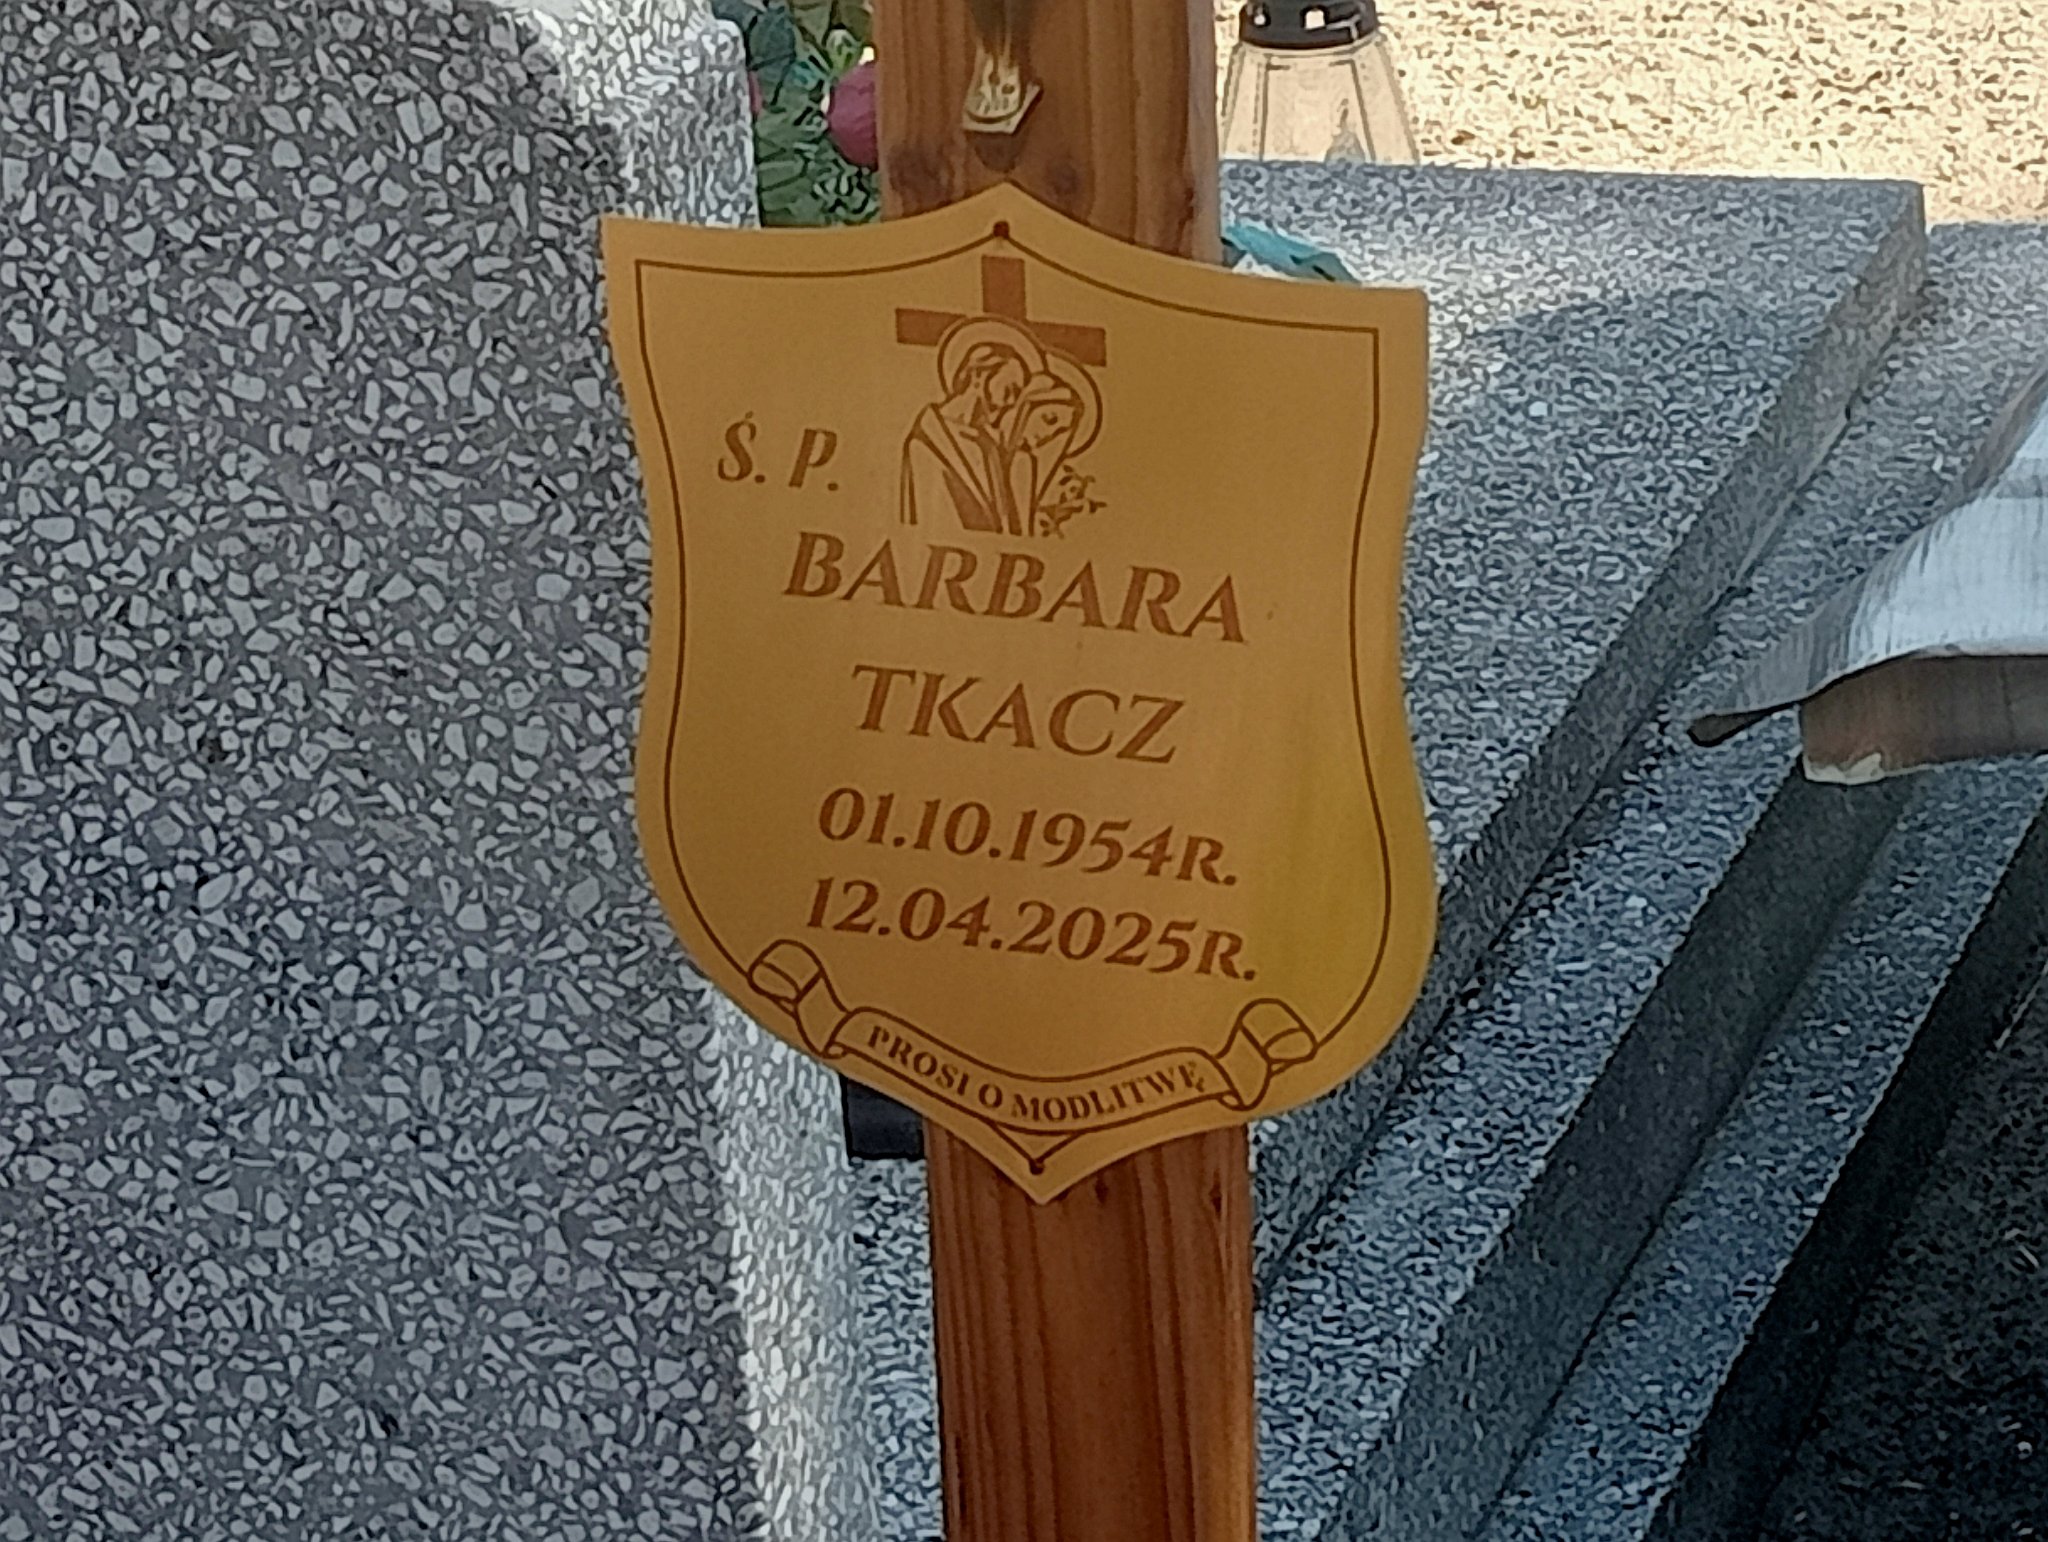 Ś. P.
BARBARA
TKACZ
01.10.1954R.
12.04.2025R.
PROSI O MODLITWĘ